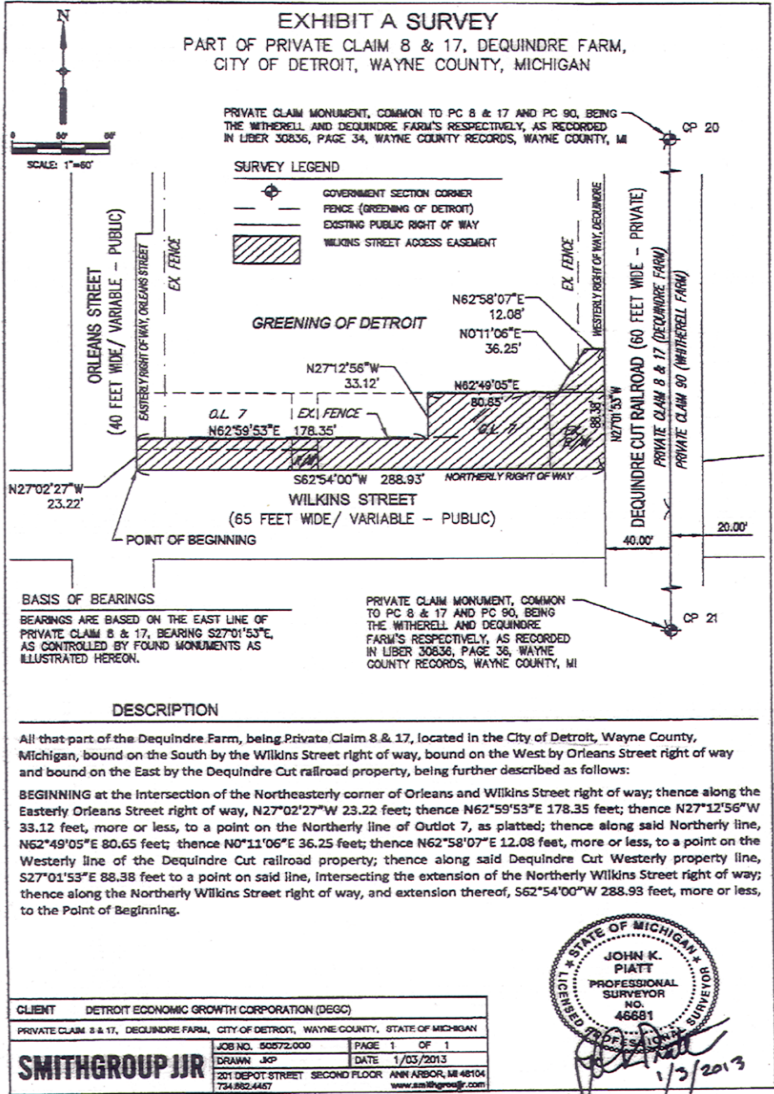 EXHIBIT A SURVEY
PART OF PRIVATE CLAIM 8 & 17, DEQUINDRE FARM,
CITY OF DETROIT, WAYNE COUNTY, MICHIGAN
N
0 60'
SCALE: 1"=60'
PRIVATE CLAIM MONUMENT, COMMON TO PC 8 & 17 AND PC 90, BEING
THE WITHERELL AND DEQUINDRE FARM'S RESPECTIVELY, AS RECORDED
IN LIBER 30836, PAGE 34, WAYNE COUNTY RECORDS, WAYNE COUNTY, MI
CP 20
SURVEY LEGEND
GOVERNMENT SECTION CORNER
FENCE (GREENING OF DETROIT)
EXISTING PUBLIC RIGHT OF WAY
WILKINS STREET ACCESS EASEMENT
ORLEANS STREET
(40 FEET WIDE/ VARIABLE - PUBLIC)
EASTERLY RIGHT OF WAY, ORLEANS STREET
EX. FENCE
EX. FENCE
WESTERLY RIGHT OF WAY, DEQUINDRE
DEQUINDRE CUT RAILROAD (60 FEET WIDE - PRIVATE)
PRIVATE CLAIM 8 & 17 (DEQUINDRE FARM)
PRIVATE CLAIM 90 (WHITHERELL FARM)
N62°58'07"E
12.08'
GREENING OF DETROIT
N0°11'06"E
36.25'
N27°12'56"W
33.12'
N62°49'05"E
80.65'
88.38'
N27°01'53"W
O.L. 7
EX. FENCE
O.L. 7
EX.
R/W
N62°59'53"E 178.35'
R/W
S62°54'00"W 288.93'
NORTHERLY RIGHT OF WAY
N27°02'27"W
23.22'
WILKINS STREET
(65 FEET WIDE/ VARIABLE - PUBLIC)
POINT OF BEGINNING
40.00'
20.00'
BASIS OF BEARINGS
BEARINGS ARE BASED ON THE EAST LINE OF
PRIVATE CLAIM 8 & 17, BEARING S27°01'53"E,
AS CONTROLLED BY FOUND MONUMENTS AS
ILLUSTRATED HEREON.
PRIVATE CLAIM MONUMENT, COMMON
TO PC 8 & 17 AND PC 90, BEING
THE WITHERELL AND DEQUINDRE
FARM'S RESPECTIVELY, AS RECORDED
IN LIBER 30836, PAGE 36, WAYNE
COUNTY RECORDS, WAYNE COUNTY, MI
CP 21
DESCRIPTION
All that part of the Dequindre Farm, being Private Claim 8 & 17, located in the City of Detroit, Wayne County,
Michigan, bound on the South by the Wilkins Street right of way, bound on the West by Orleans Street right of way
and bound on the East by the Dequindre Cut railroad property, being further described as follows:
BEGINNING at the intersection of the Northeasterly corner of Orleans and Wilkins Street right of way; thence along the
Easterly Orleans Street right of way, N27°02'27"W 23.22 feet; thence N62°59'53"E 178.35 feet; thence N27°12'56"W
33.12 feet, more or less, to a point on the Northerly line of Outlot 7, as platted; thence along said Northerly line,
N62°49'05"E 80.65 feet; thence N0°11'06"E 36.25 feet; thence N62°58'07"E 12.08 feet, more or less, to a point on the
Westerly line of the Dequindre Cut railroad property; thence along said Dequindre Cut Westerly property line,
S27°01'53"E 88.38 feet to a point on said line, intersecting the extension of the Northerly Wilkins Street right of way;
thence along the Northerly Wilkins Street right of way, and extension thereof, S62°54'00"W 288.93 feet, more or less,
to the Point of Beginning.
STATE OF MICHIGAN
LICENSED PROFESSIONAL SURVEYOR
JOHN K.
PIATT
PROFESSIONAL
SURVEYOR
NO.
46681
1/3/2013
CLIENT DETROIT ECONOMIC GROWTH CORPORATION (DEGC)
PRIVATE CLAIM 8 & 17, DEQUINDRE FARM, CITY OF DETROIT, WAYNE COUNTY, STATE OF MICHIGAN
SMITHGROUP JJR
JOB NO. 50572.000 PAGE 1 OF 1
DRAWN JKP DATE 1/03/2013
201 DEPOT STREET SECOND FLOOR ANN ARBOR, MI 48104
734.662.4457 www.smithgroupjjr.com